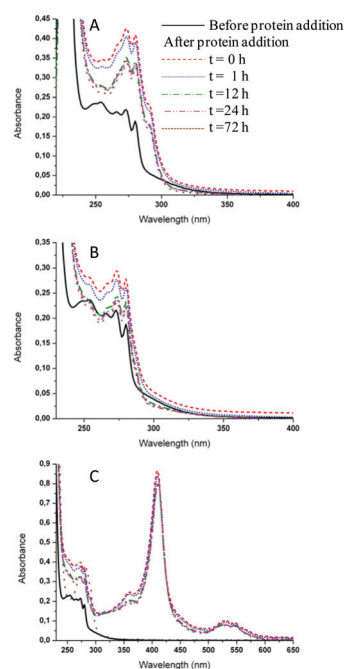 A
Before protein addition
After protein addition
t = 0 h
t = 1 h
t =12 h
t =24 h
t =72 h
Absorbance
0,45
0,40
0,35
0,30
0,25
0,20
0,15
0,10
0,05
0,00
250 300 350 400
Wavelength (nm)
B
Absorbance
0,35
0,30
0,25
0,20
0,15
0,10
0,05
0,00
250 300 350 400
Wavelength (nm)
C
Absorbance
0,9
0,8
0,7
0,6
0,5
0,4
0,3
0,2
0,1
0,0
250 300 350 400 450 500 550 600 650
Wavelength (nm)